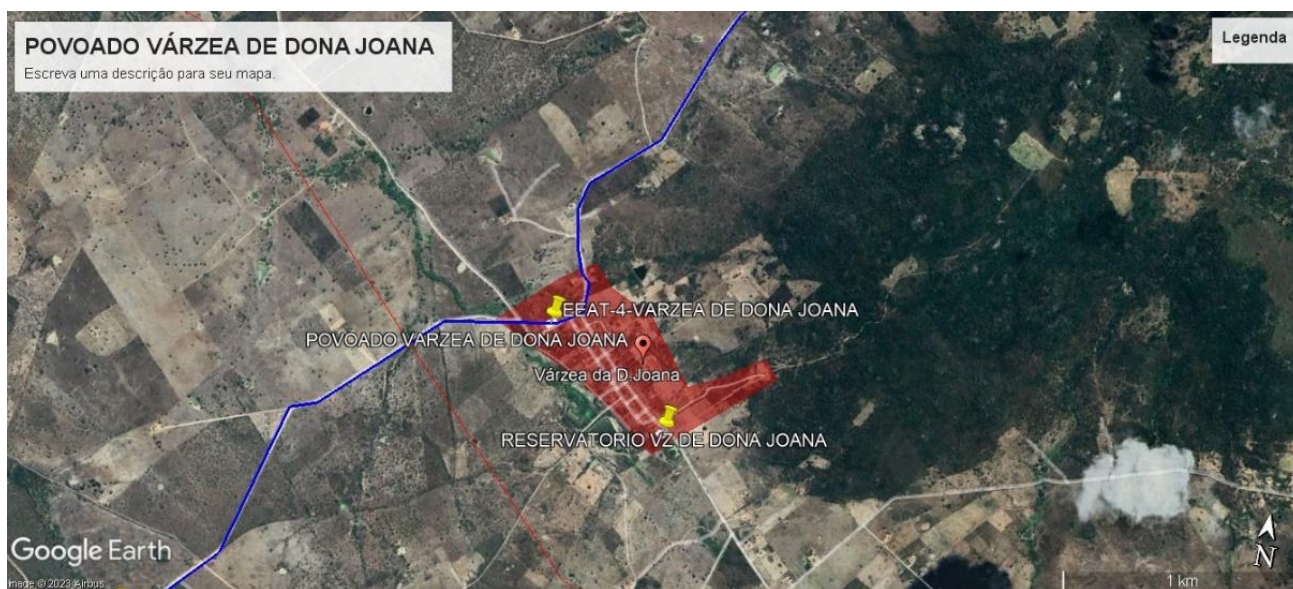 POVOADO VÁRZEA DE DONA JOANA
Escreva uma descrição para seu mapa.
Legenda
EEAT-4-VARZEA DE DONA JOANA
POVOADO VARZEA DE DONA JOANA
Várzea da D.Joana
RESERVATORIO VZ DE DONA JOANA
Google Earth
Image © 2023 Airbus
1 km
N